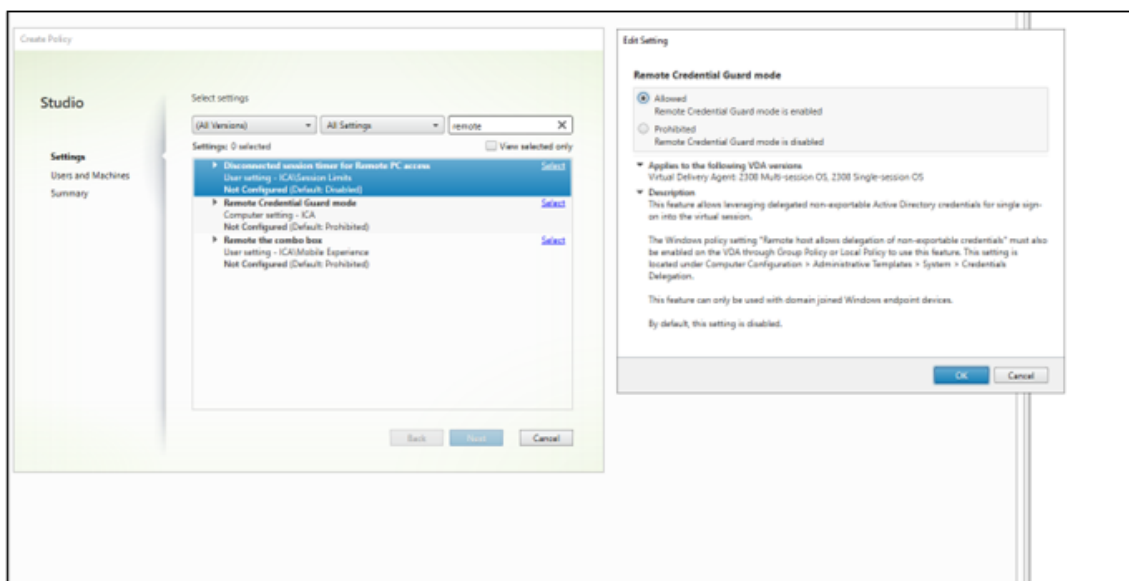 Create Policy
Studio
Settings
Users and Machines
Summary
Select settings
(All Versions) All Settings remote
Settings: 0 selected View selected only
Disconnected session timer for Remote PC access Select
User setting - ICA\Session Limits
Not Configured (Default: Disabled)
Remote Credential Guard mode Select
Computer setting - ICA
Not Configured (Default: Prohibited)
Remote the combo box Select
User setting - ICA\Mobile Experience
Not Configured (Default: Prohibited)
Back Next Cancel
Edit Setting
Remote Credential Guard mode
Allowed
Remote Credential Guard mode is enabled
Prohibited
Remote Credential Guard mode is disabled
Applies to the following VDA versions
Virtual Delivery Agent: 2308 Multi-session OS, 2308 Single-session OS
Description
This feature allows leveraging delegated non-exportable Active Directory credentials for single sign-
on into the virtual session.
The Windows policy setting "Remote host allows delegation of non-exportable credentials" must also
be enabled on the VDA through Group Policy or Local Policy to use this feature. This setting is
located under Computer Configuration > Administrative Templates > System > Credentials
Delegation.
This feature can only be used with domain joined Windows endpoint devices.
By default, this setting is disabled.
OK Cancel